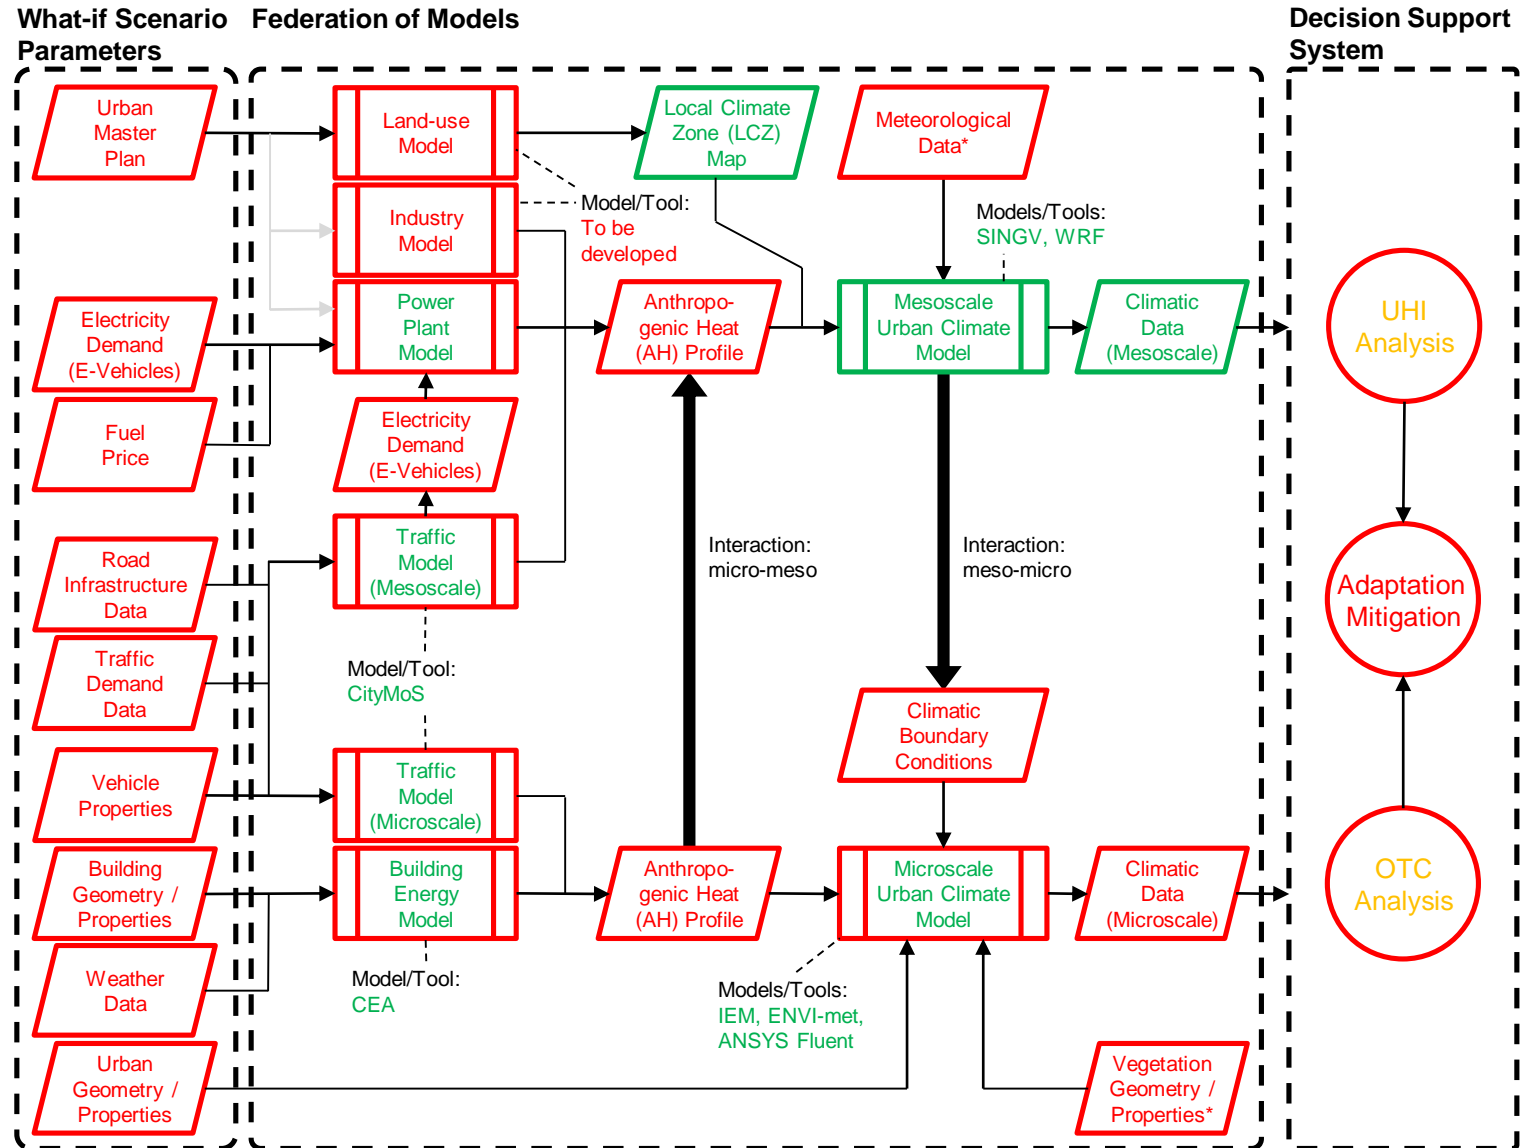 What-if Scenario
Parameters
Federation of Models
Decision Support
System
Urban
Master
Plan
Electricity
Demand
(E-Vehicles)
Fuel
Price
Road
Infrastructure
Data
Traffic
Demand
Data
Vehicle
Properties
Building
Geometry /
Properties
Weather
Data
Urban
Geometry /
Properties
Land-use
Model
Industry
Model
Power
Plant
Model
Electricity
Demand
(E-Vehicles)
Traffic
Model
(Mesoscale)
Model/Tool:
CityMoS
Traffic
Model
(Microscale)
Building
Energy
Model
Model/Tool:
CEA
Local Climate
Zone (LCZ)
Map
Model/Tool:
To be
developed
Anthropo-
genic Heat
(AH) Profile
Interaction:
micro-meso
Anthropo-
genic Heat
(AH) Profile
Models/Tools:
IEM, ENVI-met,
ANSYS Fluent
Meteorological
Data*
Models/Tools:
SINGV, WRF
Mesoscale
Urban Climate
Model
Climatic
Data
(Mesoscale)
Interaction:
meso-micro
Climatic
Boundary
Conditions
Microscale
Urban Climate
Model
Climatic
Data
(Microscale)
Vegetation
Geometry /
Properties*
UHI
Analysis
Adaptation
Mitigation
OTC
Analysis